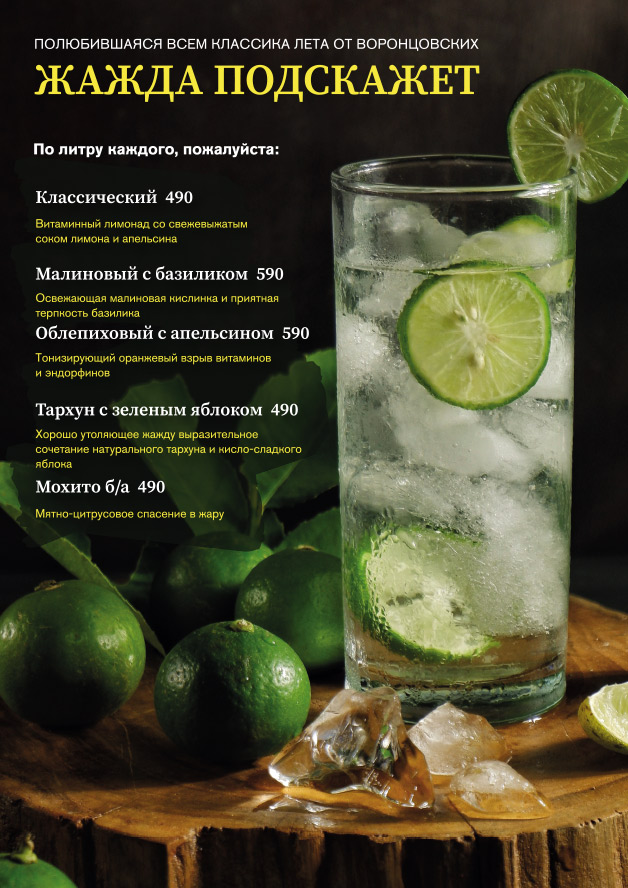 ПОЛЮБИВШАЯСЯ ВСЕМ КЛАССИКА ЛЕТА ОТ ВОРОНЦОВСКИХ
ЖАЖДА ПОДСКАЖЕТ
По литру каждого, пожалуйста:
Классический 490
Витаминный лимонад со свежевыжатым
соком лимона и апельсина
Малиновый с базиликом 590
Освежающая малиновая кислинка и приятная
терпкость базилика
Облепиховый с апельсином 590
Тонизирующий оранжевый взрыв витаминов
и эндорфинов
Тархун с зеленым яблоком 490
Хорошо утоляющее жажду выразительное
сочетание натурального тархуна и кисло-сладкого
яблока
Мохито б/а 490
Мятно-цитрусовое спасение в жару